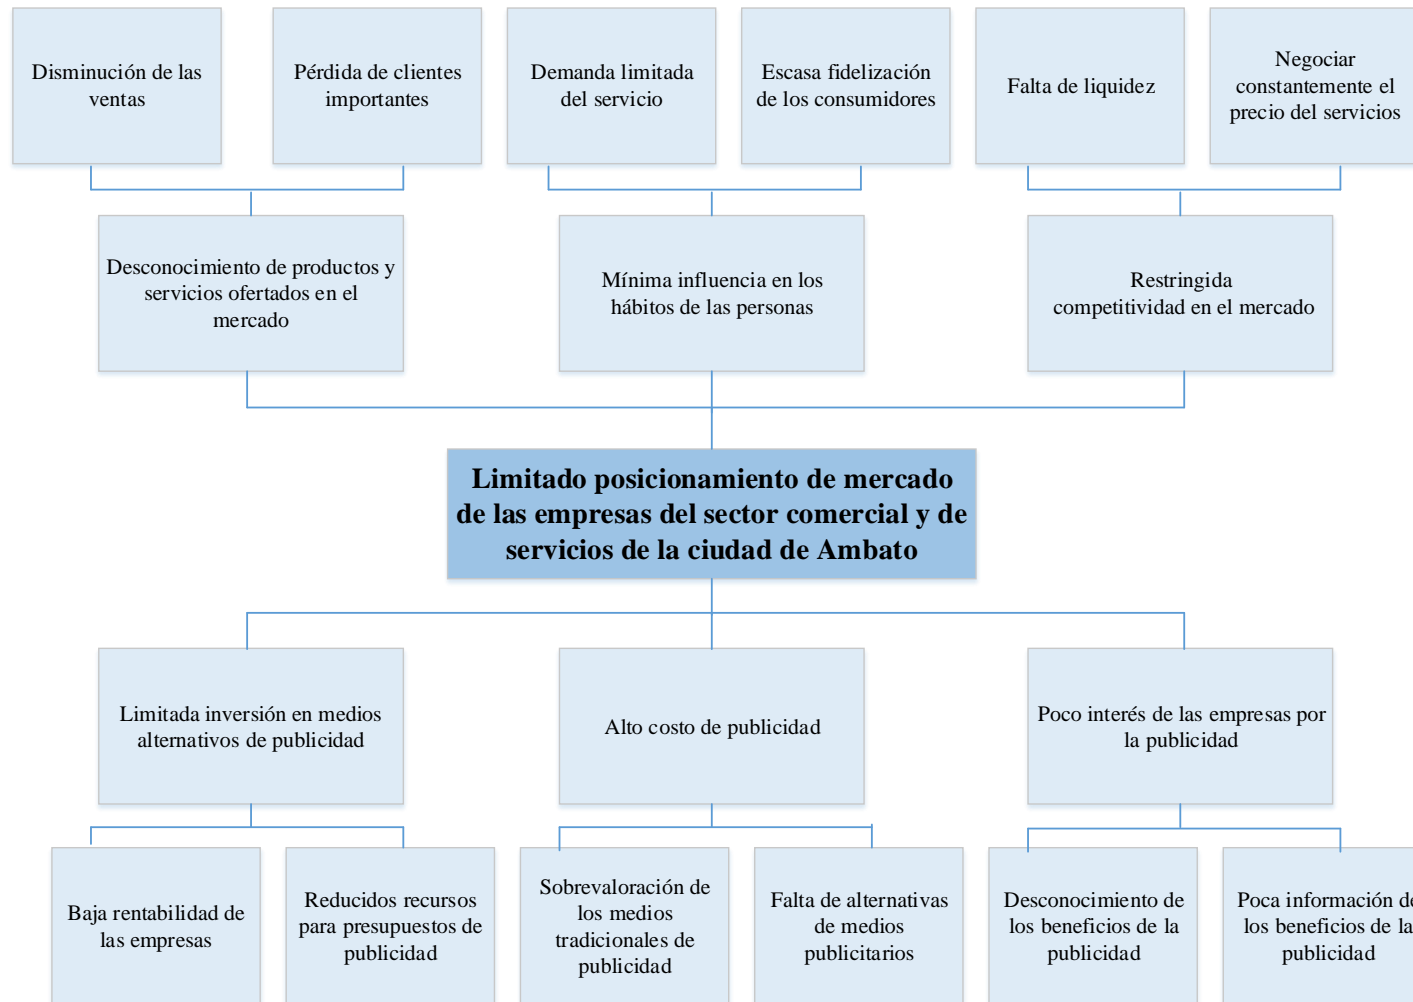 Disminución de las
ventas
Pérdida de clientes
importantes
Demanda limitada
del servicio
Escasa fidelización
de los consumidores
Falta de liquidez
Negociar
constantemente el
precio del servicios
Desconocimiento de productos y
servicios ofertados en el
mercado
Mínima influencia en los
hábitos de las personas
Restringida
competitividad en el mercado
Limitado posicionamiento de mercado
de las empresas del sector comercial y de
servicios de la ciudad de Ambato
Limitada inversión en medios
alternativos de publicidad
Alto costo de publicidad
Poco interés de las empresas por
la publicidad
Baja rentabilidad de
las empresas
Reducidos recursos
para presupuestos de
publicidad
Sobrevaloración de
los medios
tradicionales de
publicidad
Falta de alternativas
de medios
publicitarios
Desconocimiento de
los beneficios de la
publicidad
Poca información de
los beneficios de la
publicidad